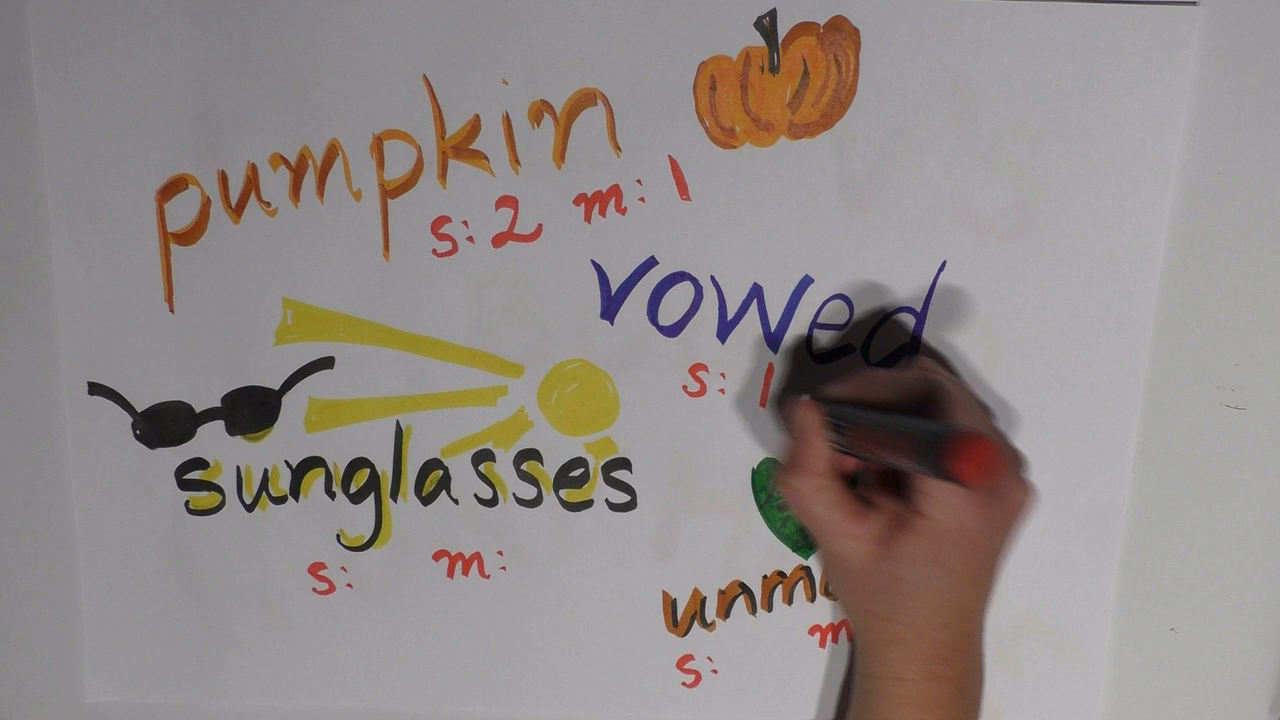 pumpkin
s: 2 m: 1
vowed
s: 1
sunglasses
s: m:
s: